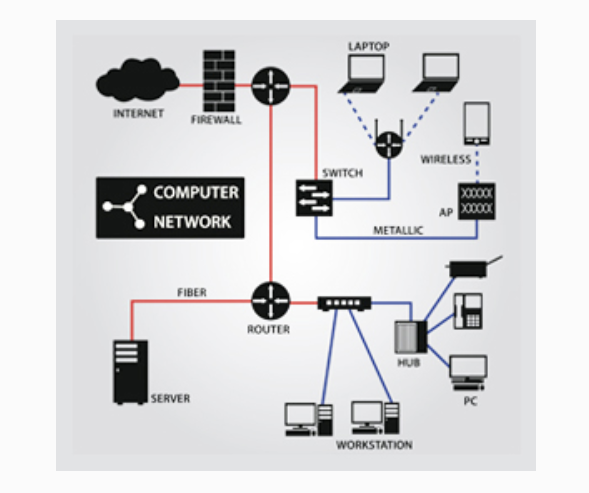 LAPTOP
INTERNET
FIREWALL
WIRELESS
SWITCH
COMPUTER
NETWORK
AP
METALLIC
FIBER
ROUTER
HUB
SERVER
PC
WORKSTATION